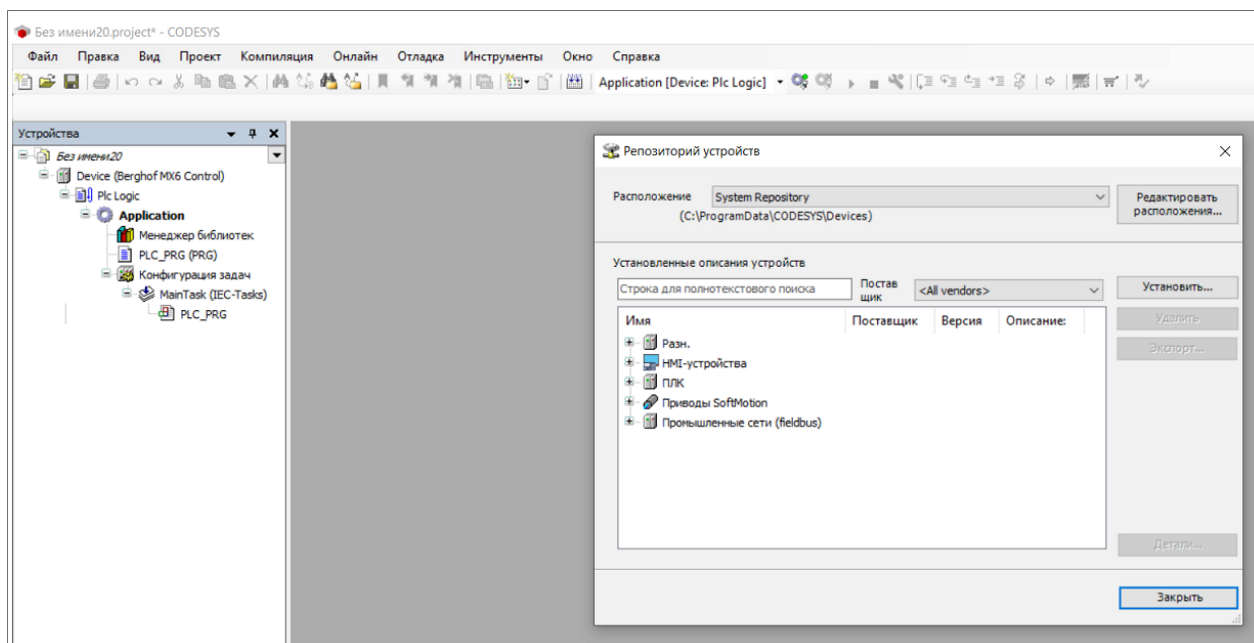 Без имени20.project* - CODESYS
Файл Правка Вид Проект Компиляция Онлайн Отладка Инструменты Окно Справка
Application [Device: Plc Logic]
Устройства
Без имени20
Device (Berghof MX6 Control)
Plc Logic
Application
Менеджер библиотек
PLC_PRG (PRG)
Конфигурация задач
MainTask (IEC-Tasks)
PLC_PRG
Репозиторий устройств
Расположение System Repository Редактировать расположения...
(C:\ProgramData\CODESYS\Devices)
Установленные описания устройств
Строка для полнотекстового поиска Постав щик <All vendors> Установить...
Имя Поставщик Версия Описание: Удалить
Разн. Экспорт...
HMI-устройства
ПЛК
Приводы SoftMotion
Промышленные сети (fieldbus)
Детали...
Закрыть